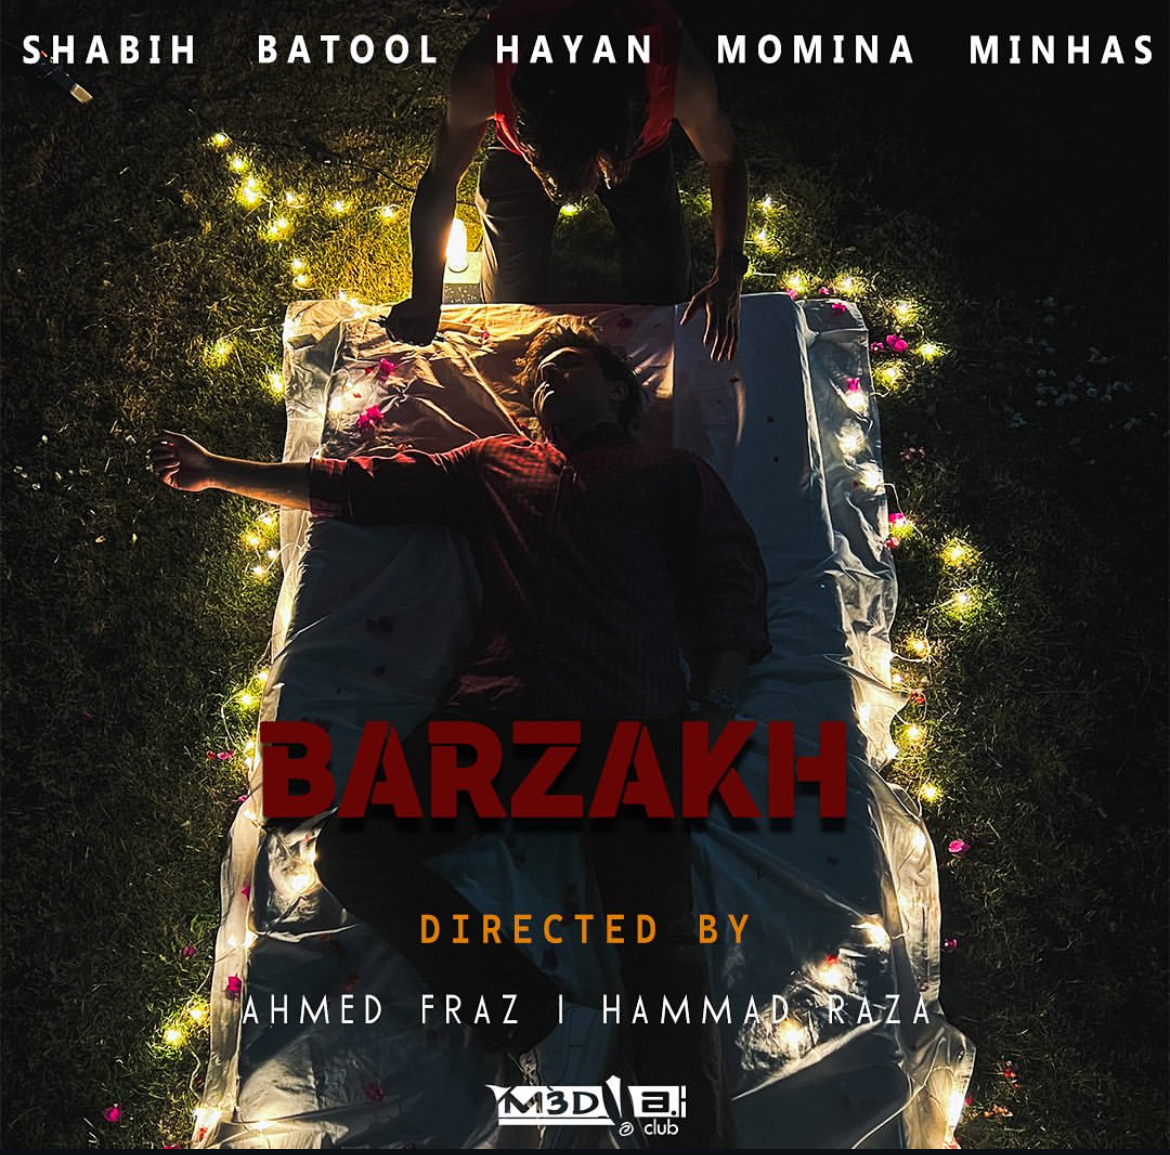 SHABIH BATOOL HAYAN MOMINA MINHAS
BARZAKH
DIRECTED BY
AHMED FRAZ | HAMMAD RAZA
M3D\a.i
club